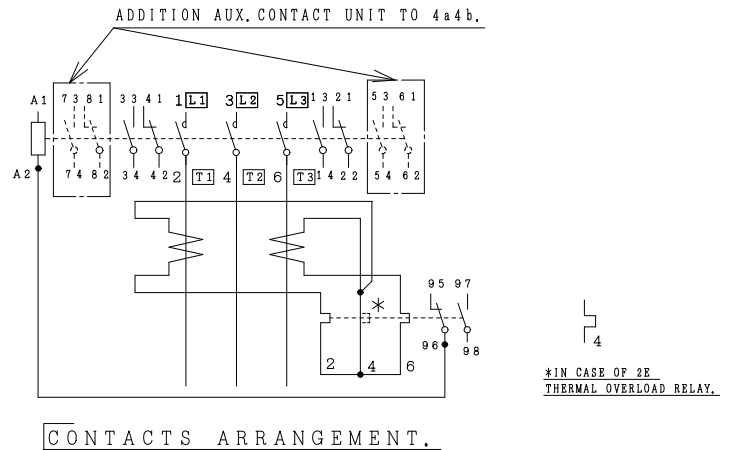 ADDITION AUX. CONTACT UNIT TO 4a4b.
A1 73 81 33 41 1 L1 3 L2 5 L3 13 21 53 61
A2 74 82 34 42 2 T1 4 T2 6 T3 14 22 54 62
95 97
*
96 98
2 4 6
4
*IN CASE OF 2E
THERMAL OVERLOAD RELAY.
CONTACTS ARRANGEMENT.